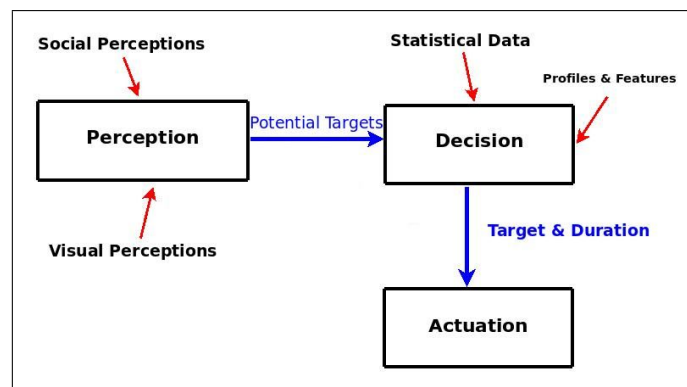 Social Perceptions
Statistical Data
Profiles & Features
Perception
Potential Targets
Decision
Visual Perceptions
Target & Duration
Actuation